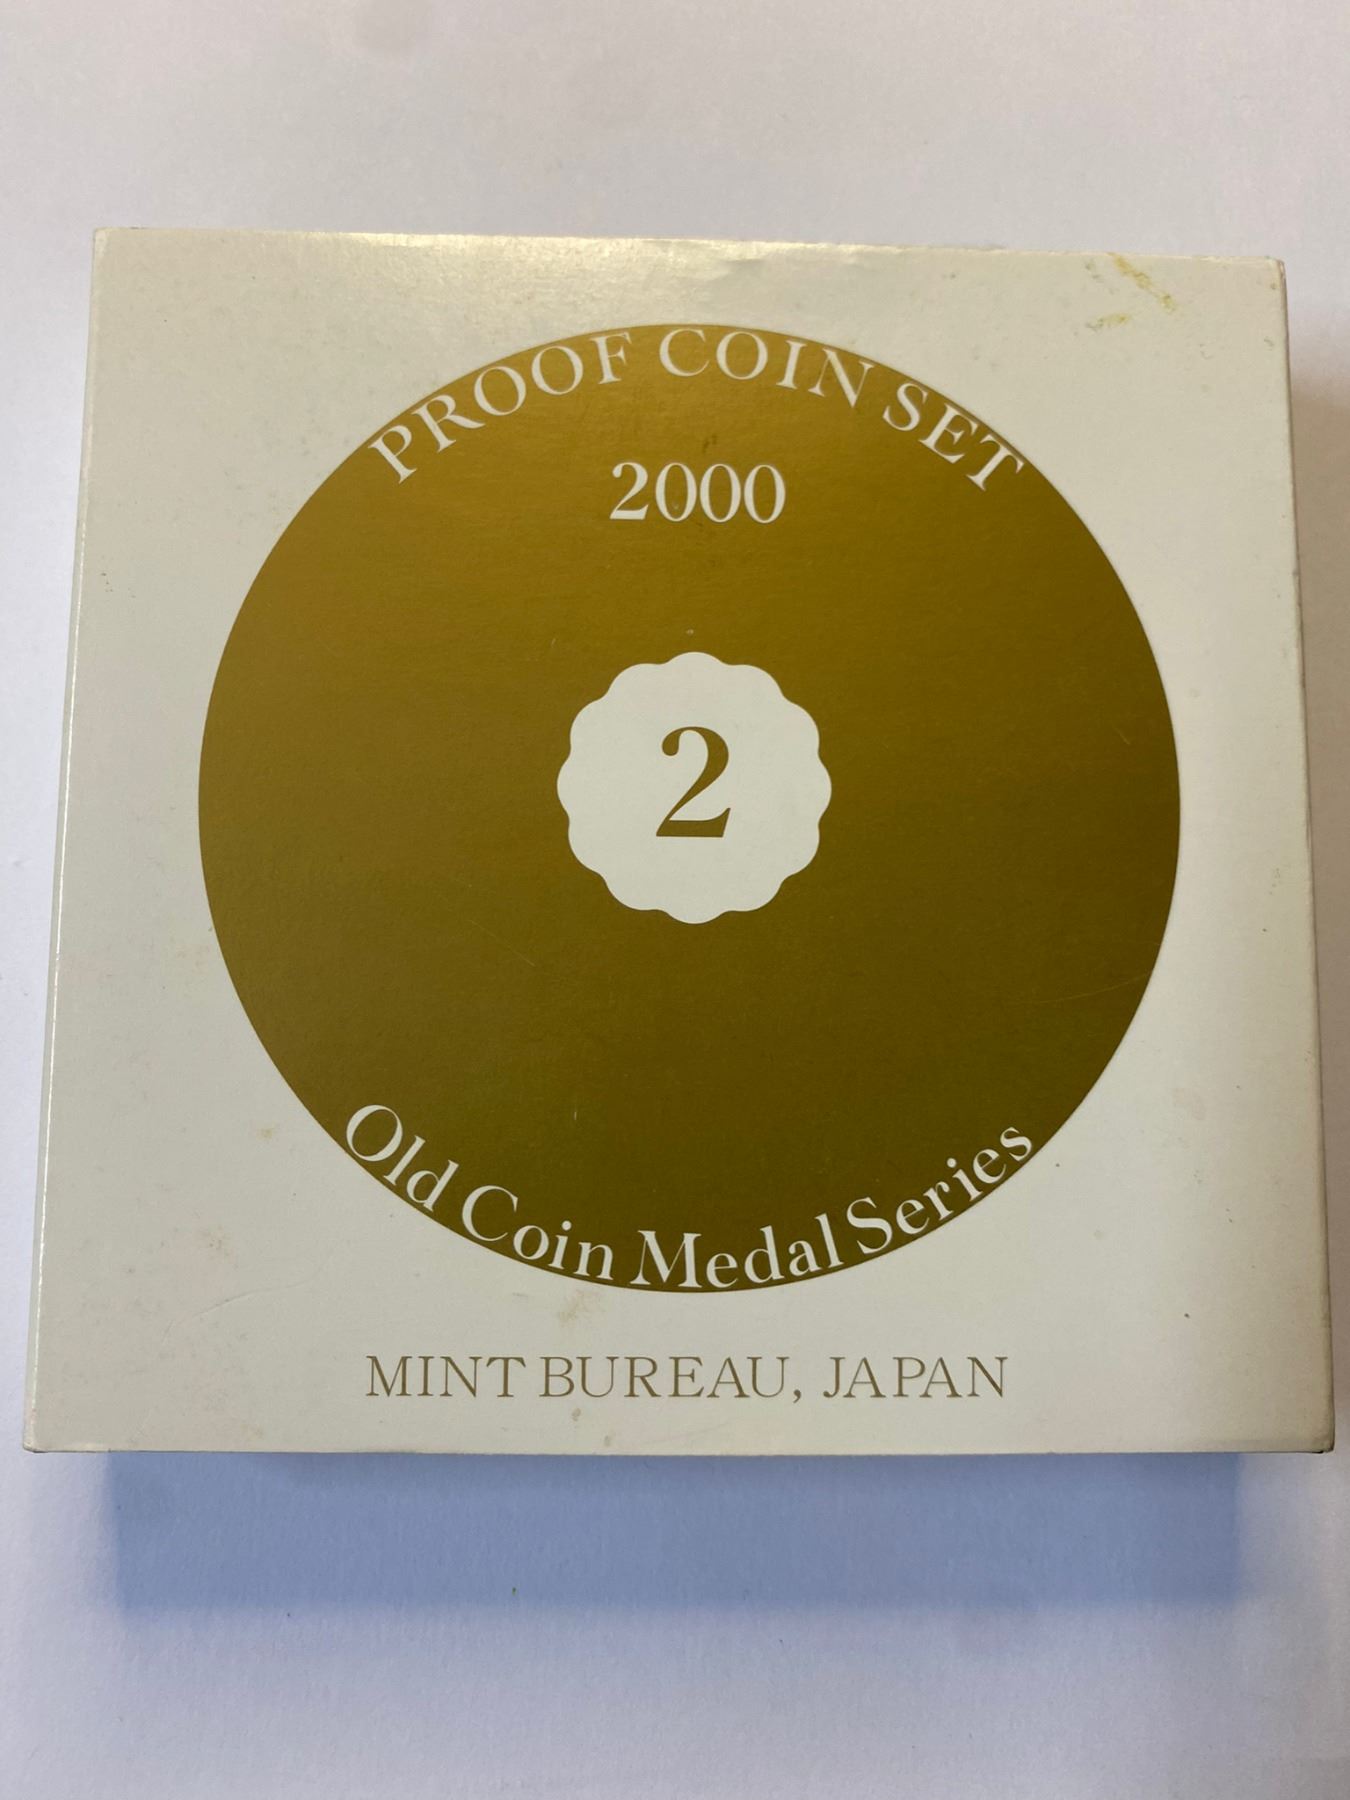 PROOF COIN SET
2000
2
Old Coin Medal Series
MINT BUREAU, JAPAN